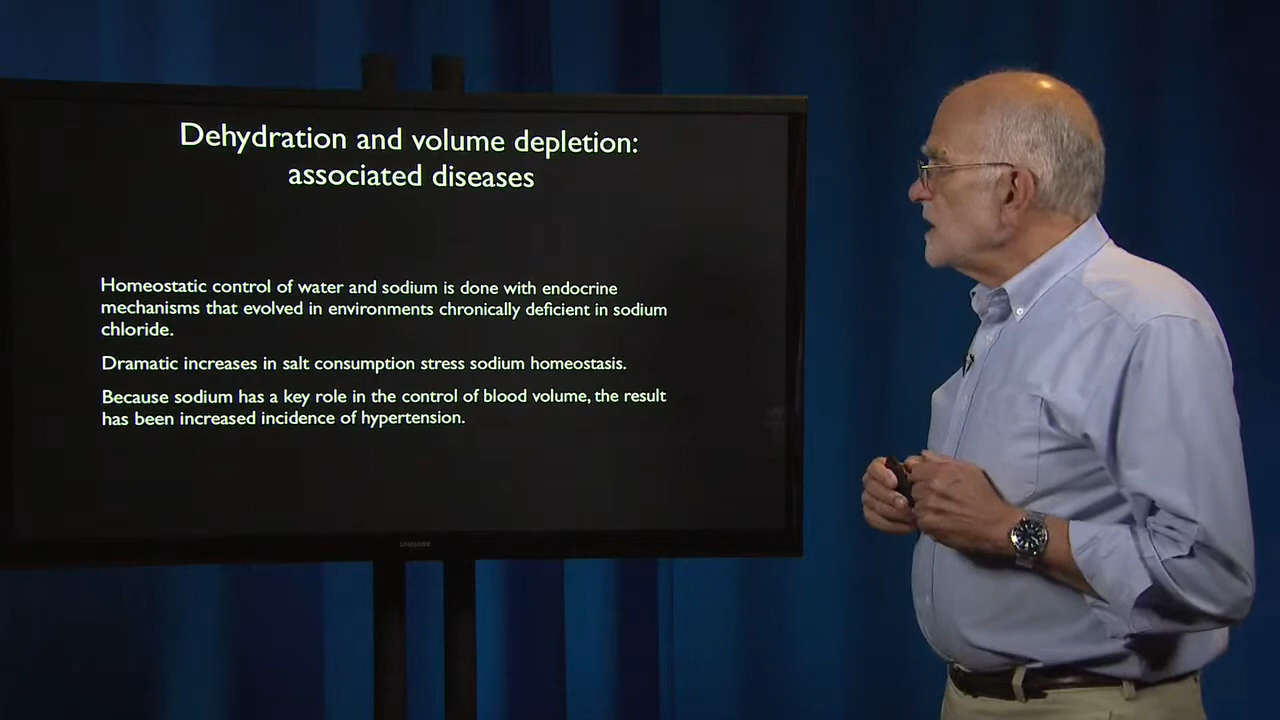 Dehydration and volume depletion:
associated diseases
Homeostatic control of water and sodium is done with endocrine
mechanisms that evolved in environments chronically deficient in sodium
chloride.
Dramatic increases in salt consumption stress sodium homeostasis.
Because sodium has a key role in the control of blood volume, the result
has been increased incidence of hypertension.
SAMSUNG